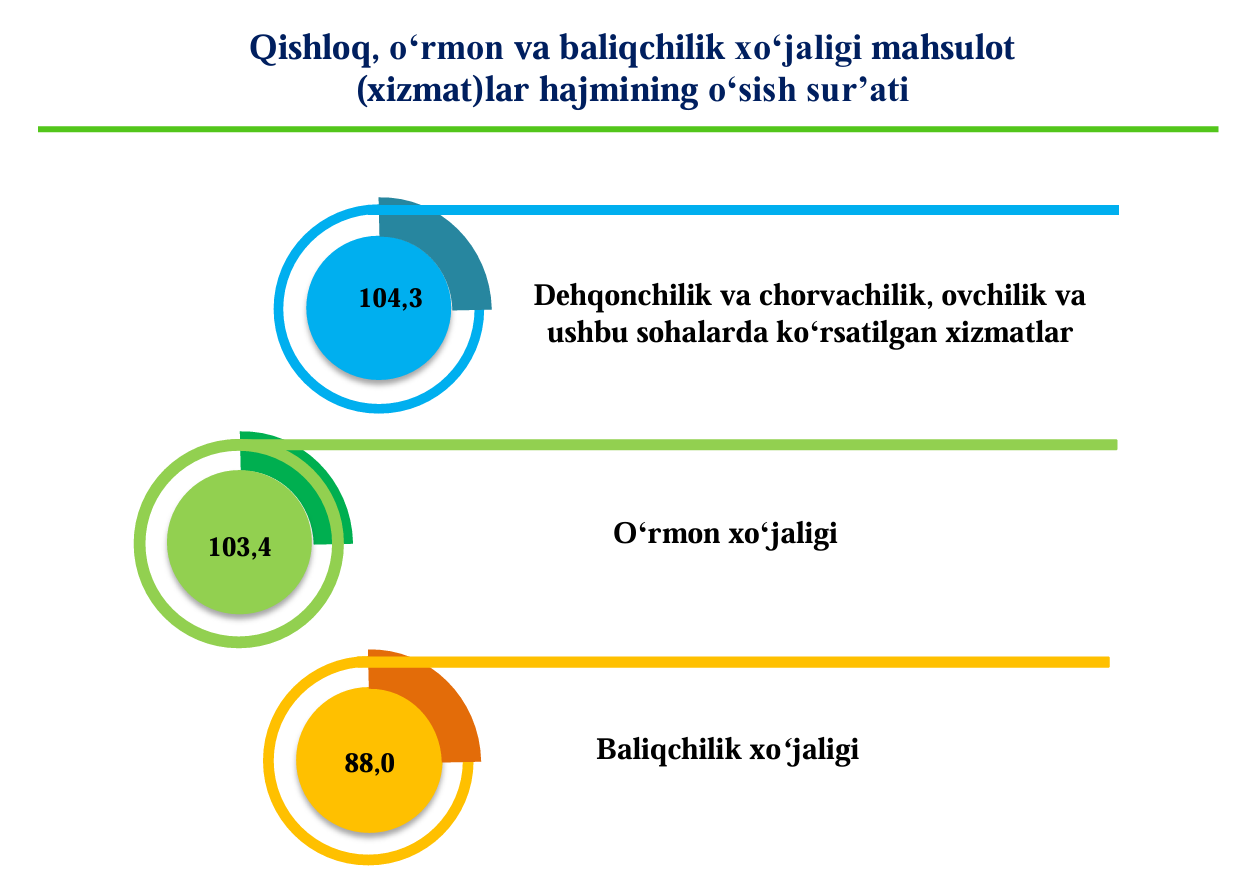 Qishloq, o‘rmon va baliqchilik xo‘jaligi mahsulot
(xizmat)lar hajmining o‘sish sur’ati
104,3
Dehqonchilik va chorvachilik, ovchilik va
ushbu sohalarda ko‘rsatilgan xizmatlar
103,4
O‘rmon xo‘jaligi
88,0
Baliqchilik xo‘jaligi